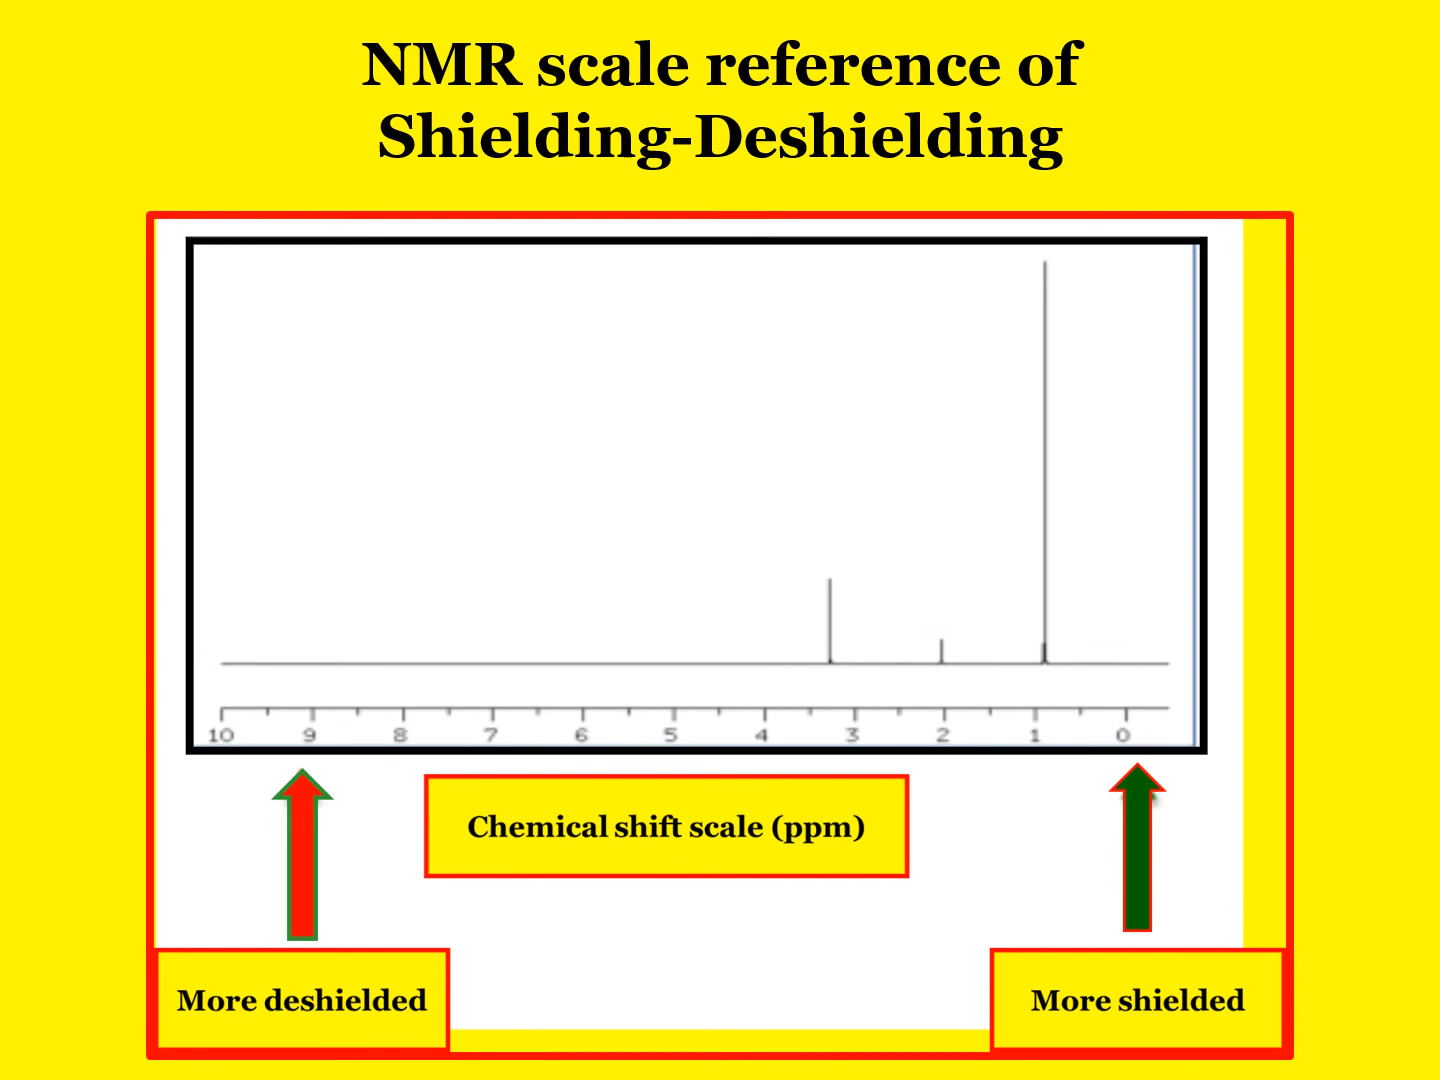 NMR scale reference of
Shielding-Deshielding
10 9 8 7 6 5 4 3 2 1 0
Chemical shift scale (ppm)
More deshielded
More shielded